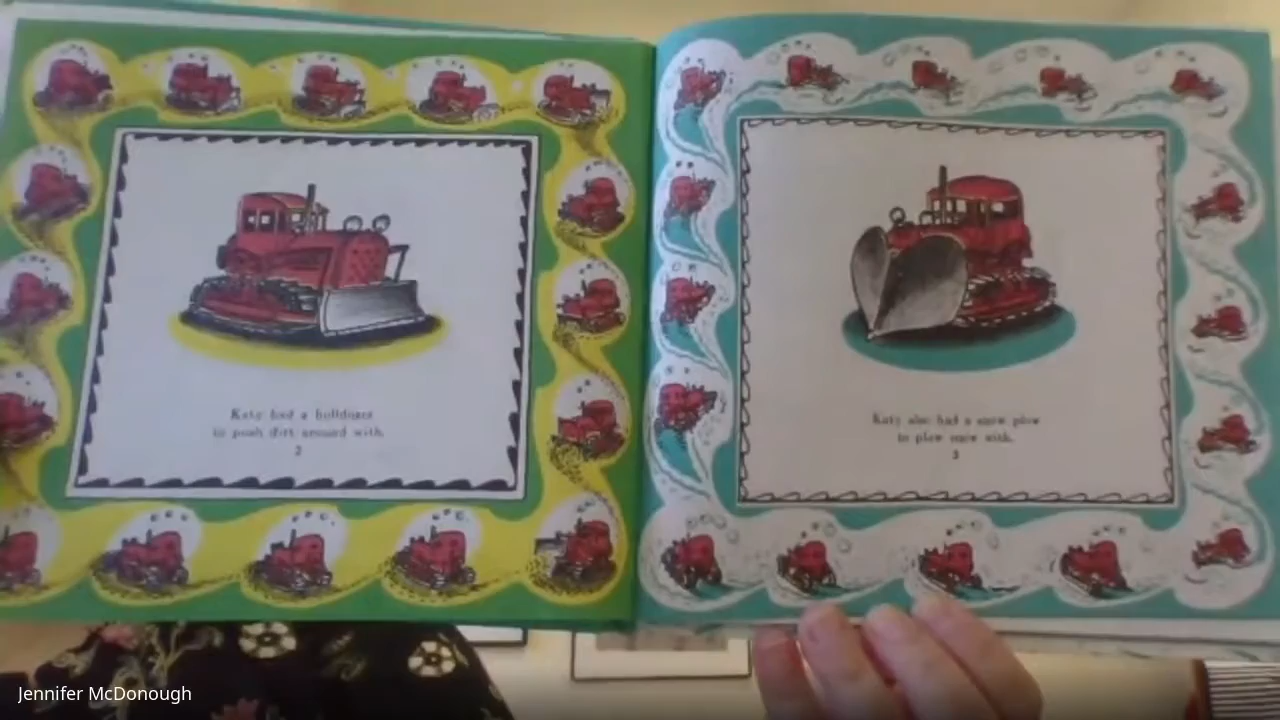 Katy had a bulldozer
to push dirt around with.
2
Katy also had a snow plow
to plow snow with.
3
Jennifer McDonough